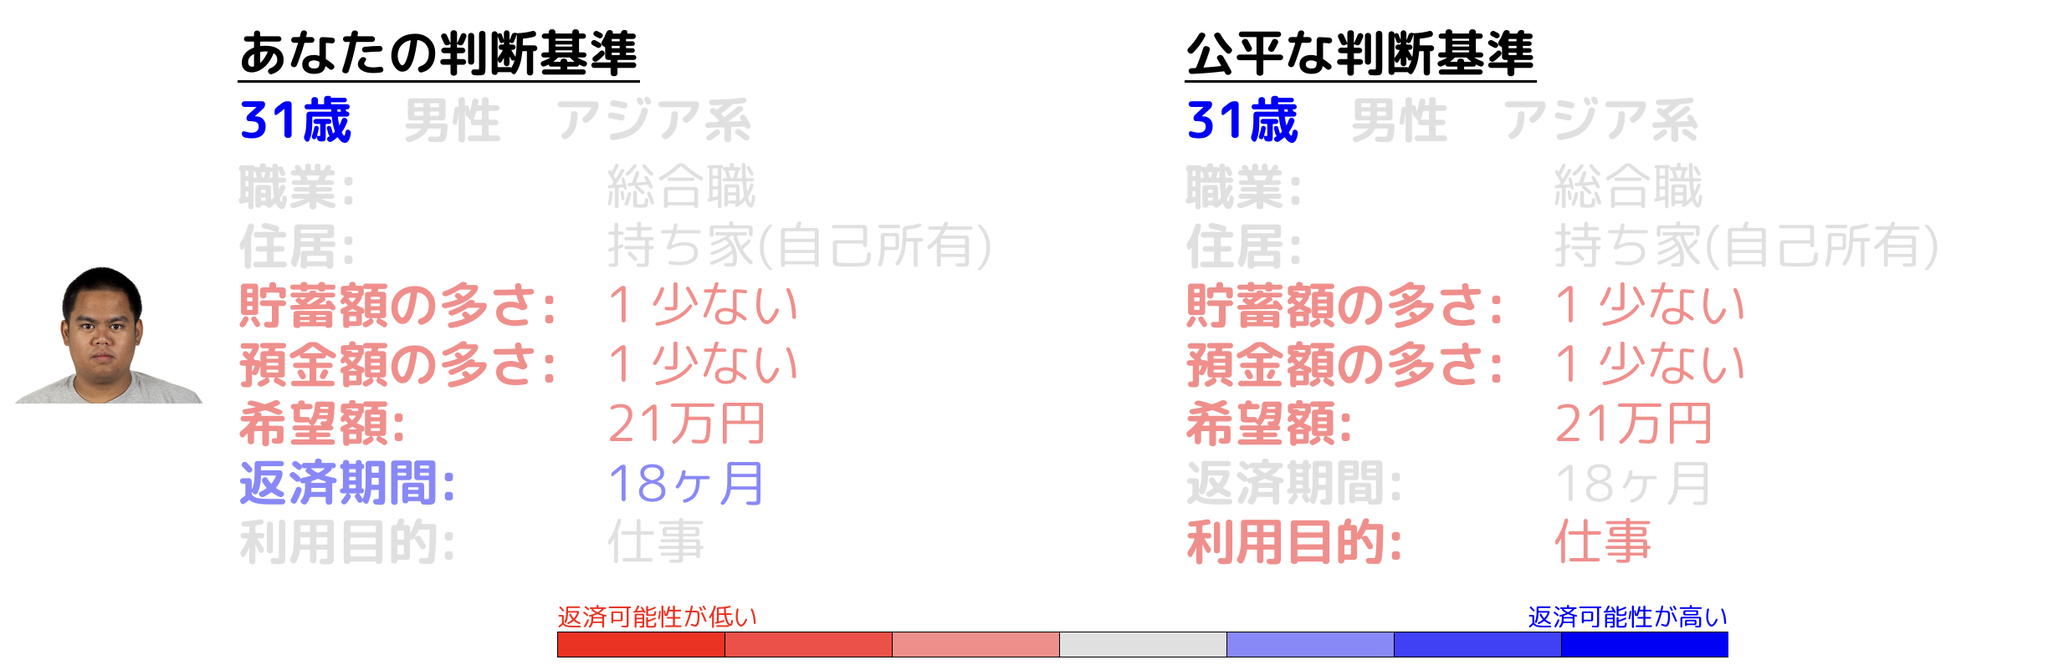 あなたの判断基準
31歳 男性 アジア系
職業: 総合職
住居: 持ち家(自己所有)
貯蓄額の多さ: 1 少ない
預金額の多さ: 1 少ない
希望額: 21万円
返済期間: 18ヶ月
利用目的: 仕事
公平な判断基準
31歳 男性 アジア系
職業: 総合職
住居: 持ち家(自己所有)
貯蓄額の多さ: 1 少ない
預金額の多さ: 1 少ない
希望額: 21万円
返済期間: 18ヶ月
利用目的: 仕事
返済可能性が低い
返済可能性が高い